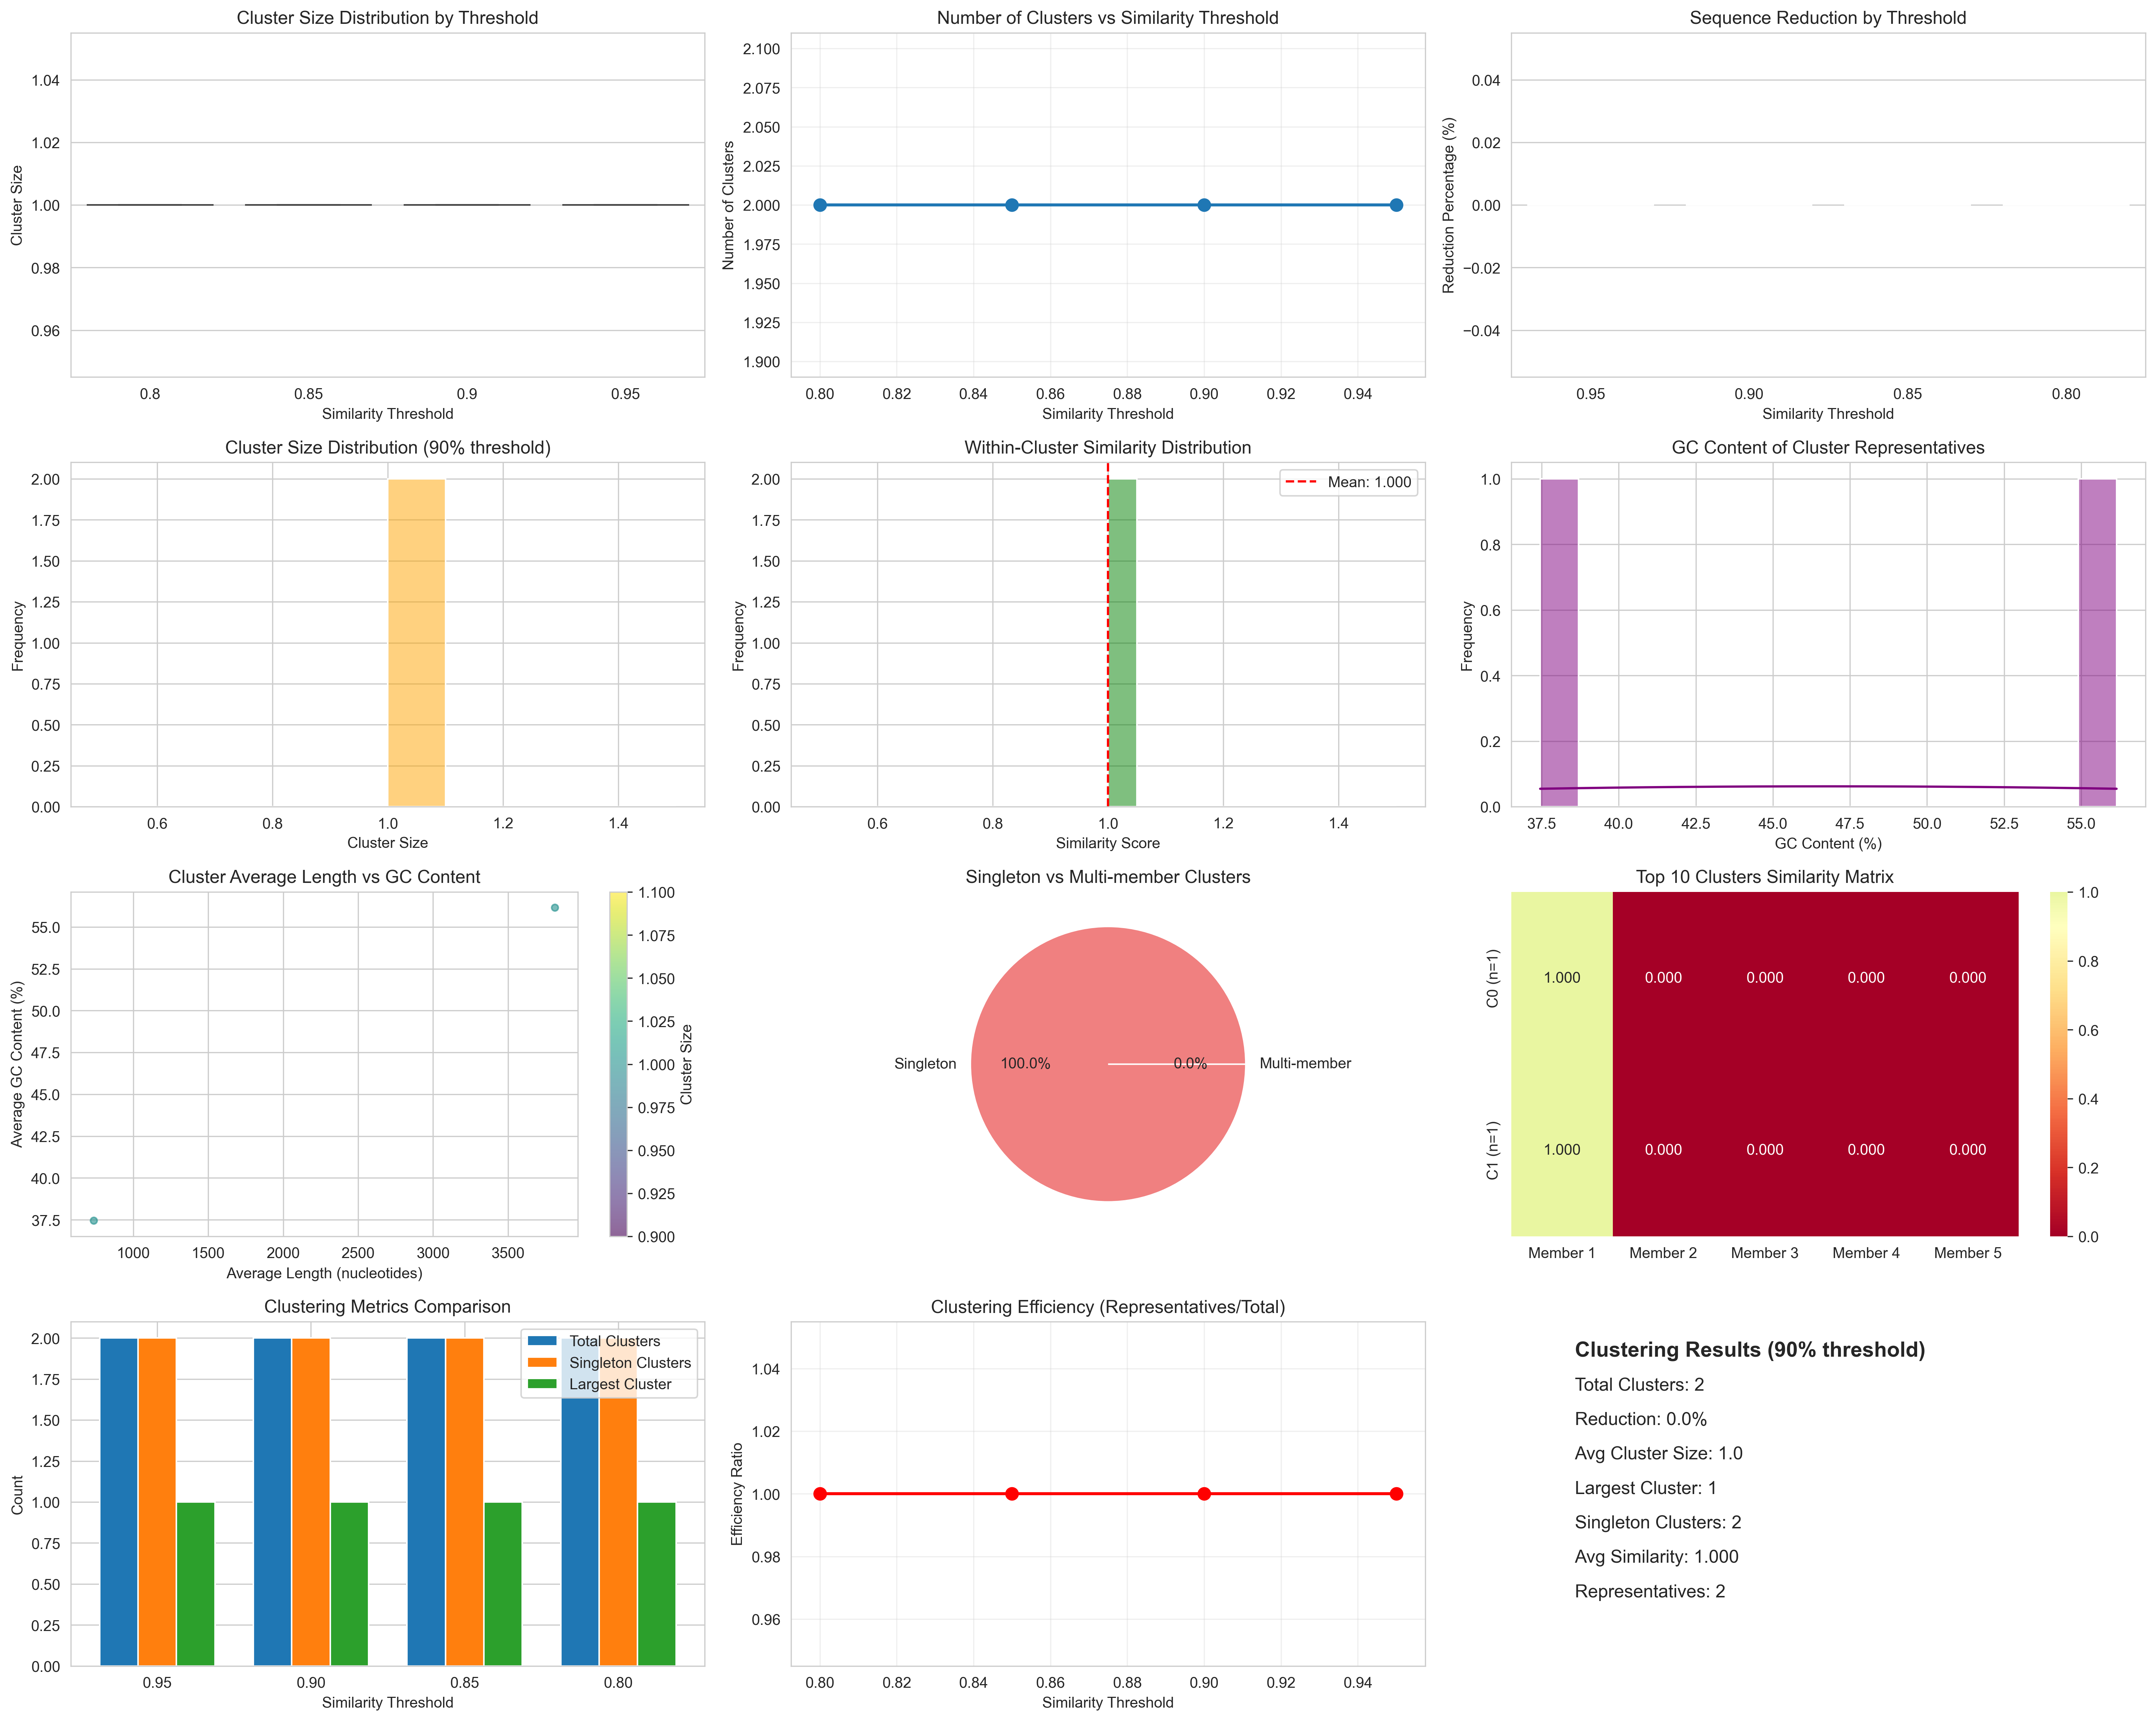 Cluster Size Distribution by Threshold
Cluster Size
1.04
1.02
1.00
0.98
0.96
0.8 0.85 0.9 0.95
Similarity Threshold
Number of Clusters vs Similarity Threshold
Number of Clusters
2.100
2.075
2.050
2.025
2.000
1.975
1.950
1.925
1.900
0.80 0.82 0.84 0.86 0.88 0.90 0.92 0.94
Similarity Threshold
Sequence Reduction by Threshold
Reduction Percentage (%)
0.04
0.02
0.00
−0.02
−0.04
0.95 0.90 0.85 0.80
Similarity Threshold
Cluster Size Distribution (90% threshold)
Frequency
2.00
1.75
1.50
1.25
1.00
0.75
0.50
0.25
0.00
0.6 0.8 1.0 1.2 1.4
Cluster Size
Within-Cluster Similarity Distribution
Mean: 1.000
Frequency
2.00
1.75
1.50
1.25
1.00
0.75
0.50
0.25
0.00
0.6 0.8 1.0 1.2 1.4
Similarity Score
GC Content of Cluster Representatives
Frequency
1.0
0.8
0.6
0.4
0.2
0.0
37.5 40.0 42.5 45.0 47.5 50.0 52.5 55.0
GC Content (%)
Cluster Average Length vs GC Content
Average GC Content (%)
55.0
52.5
50.0
47.5
45.0
42.5
40.0
37.5
1000 1500 2000 2500 3000 3500
Average Length (nucleotides)
1.100
1.075
1.050
1.025
1.000
0.975
0.950
0.925
0.900
Cluster Size
Singleton vs Multi-member Clusters
Singleton 100.0% 0.0% Multi-member
Top 10 Clusters Similarity Matrix
C0 (n=1)
1.000 0.000 0.000 0.000 0.000
C1 (n=1)
1.000 0.000 0.000 0.000 0.000
Member 1 Member 2 Member 3 Member 4 Member 5
1.0
0.8
0.6
0.4
0.2
0.0
Clustering Metrics Comparison
Total Clusters
Singleton Clusters
Largest Cluster
Count
2.00
1.75
1.50
1.25
1.00
0.75
0.50
0.25
0.00
0.95 0.90 0.85 0.80
Similarity Threshold
Clustering Efficiency (Representatives/Total)
Efficiency Ratio
1.04
1.02
1.00
0.98
0.96
0.80 0.82 0.84 0.86 0.88 0.90 0.92 0.94
Similarity Threshold
Clustering Results (90% threshold)
Total Clusters: 2
Reduction: 0.0%
Avg Cluster Size: 1.0
Largest Cluster: 1
Singleton Clusters: 2
Avg Similarity: 1.000
Representatives: 2